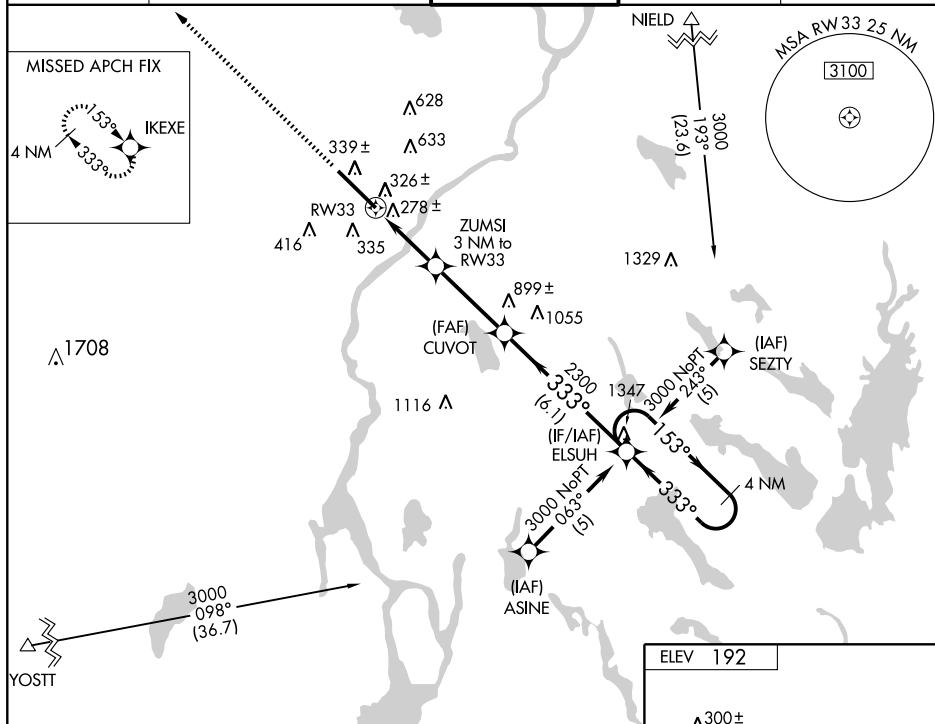 NIELD
MSA RW33 25 NM
3100
MISSED APCH FIX
153°
IKEXE
4 NM
333°
3000
193°
(23.6)
628
633
339 ±
326 ±
RW33
278 ±
416
335
ZUMSI
3 NM to
RW33
1329
899 ±
1055
(FAF)
CUVOT
1708
(IAF)
SEZTY
3000 NoPT
243°
(5)
2300
333°
(6.1)
1347
1116
(IF/IAF)
ELSUH
153°
4 NM
333°
3000 NoPT
063°
(5)
(IAF)
ASINE
3000
098°
(36.7)
YOSTT
ELEV 192
300 ±